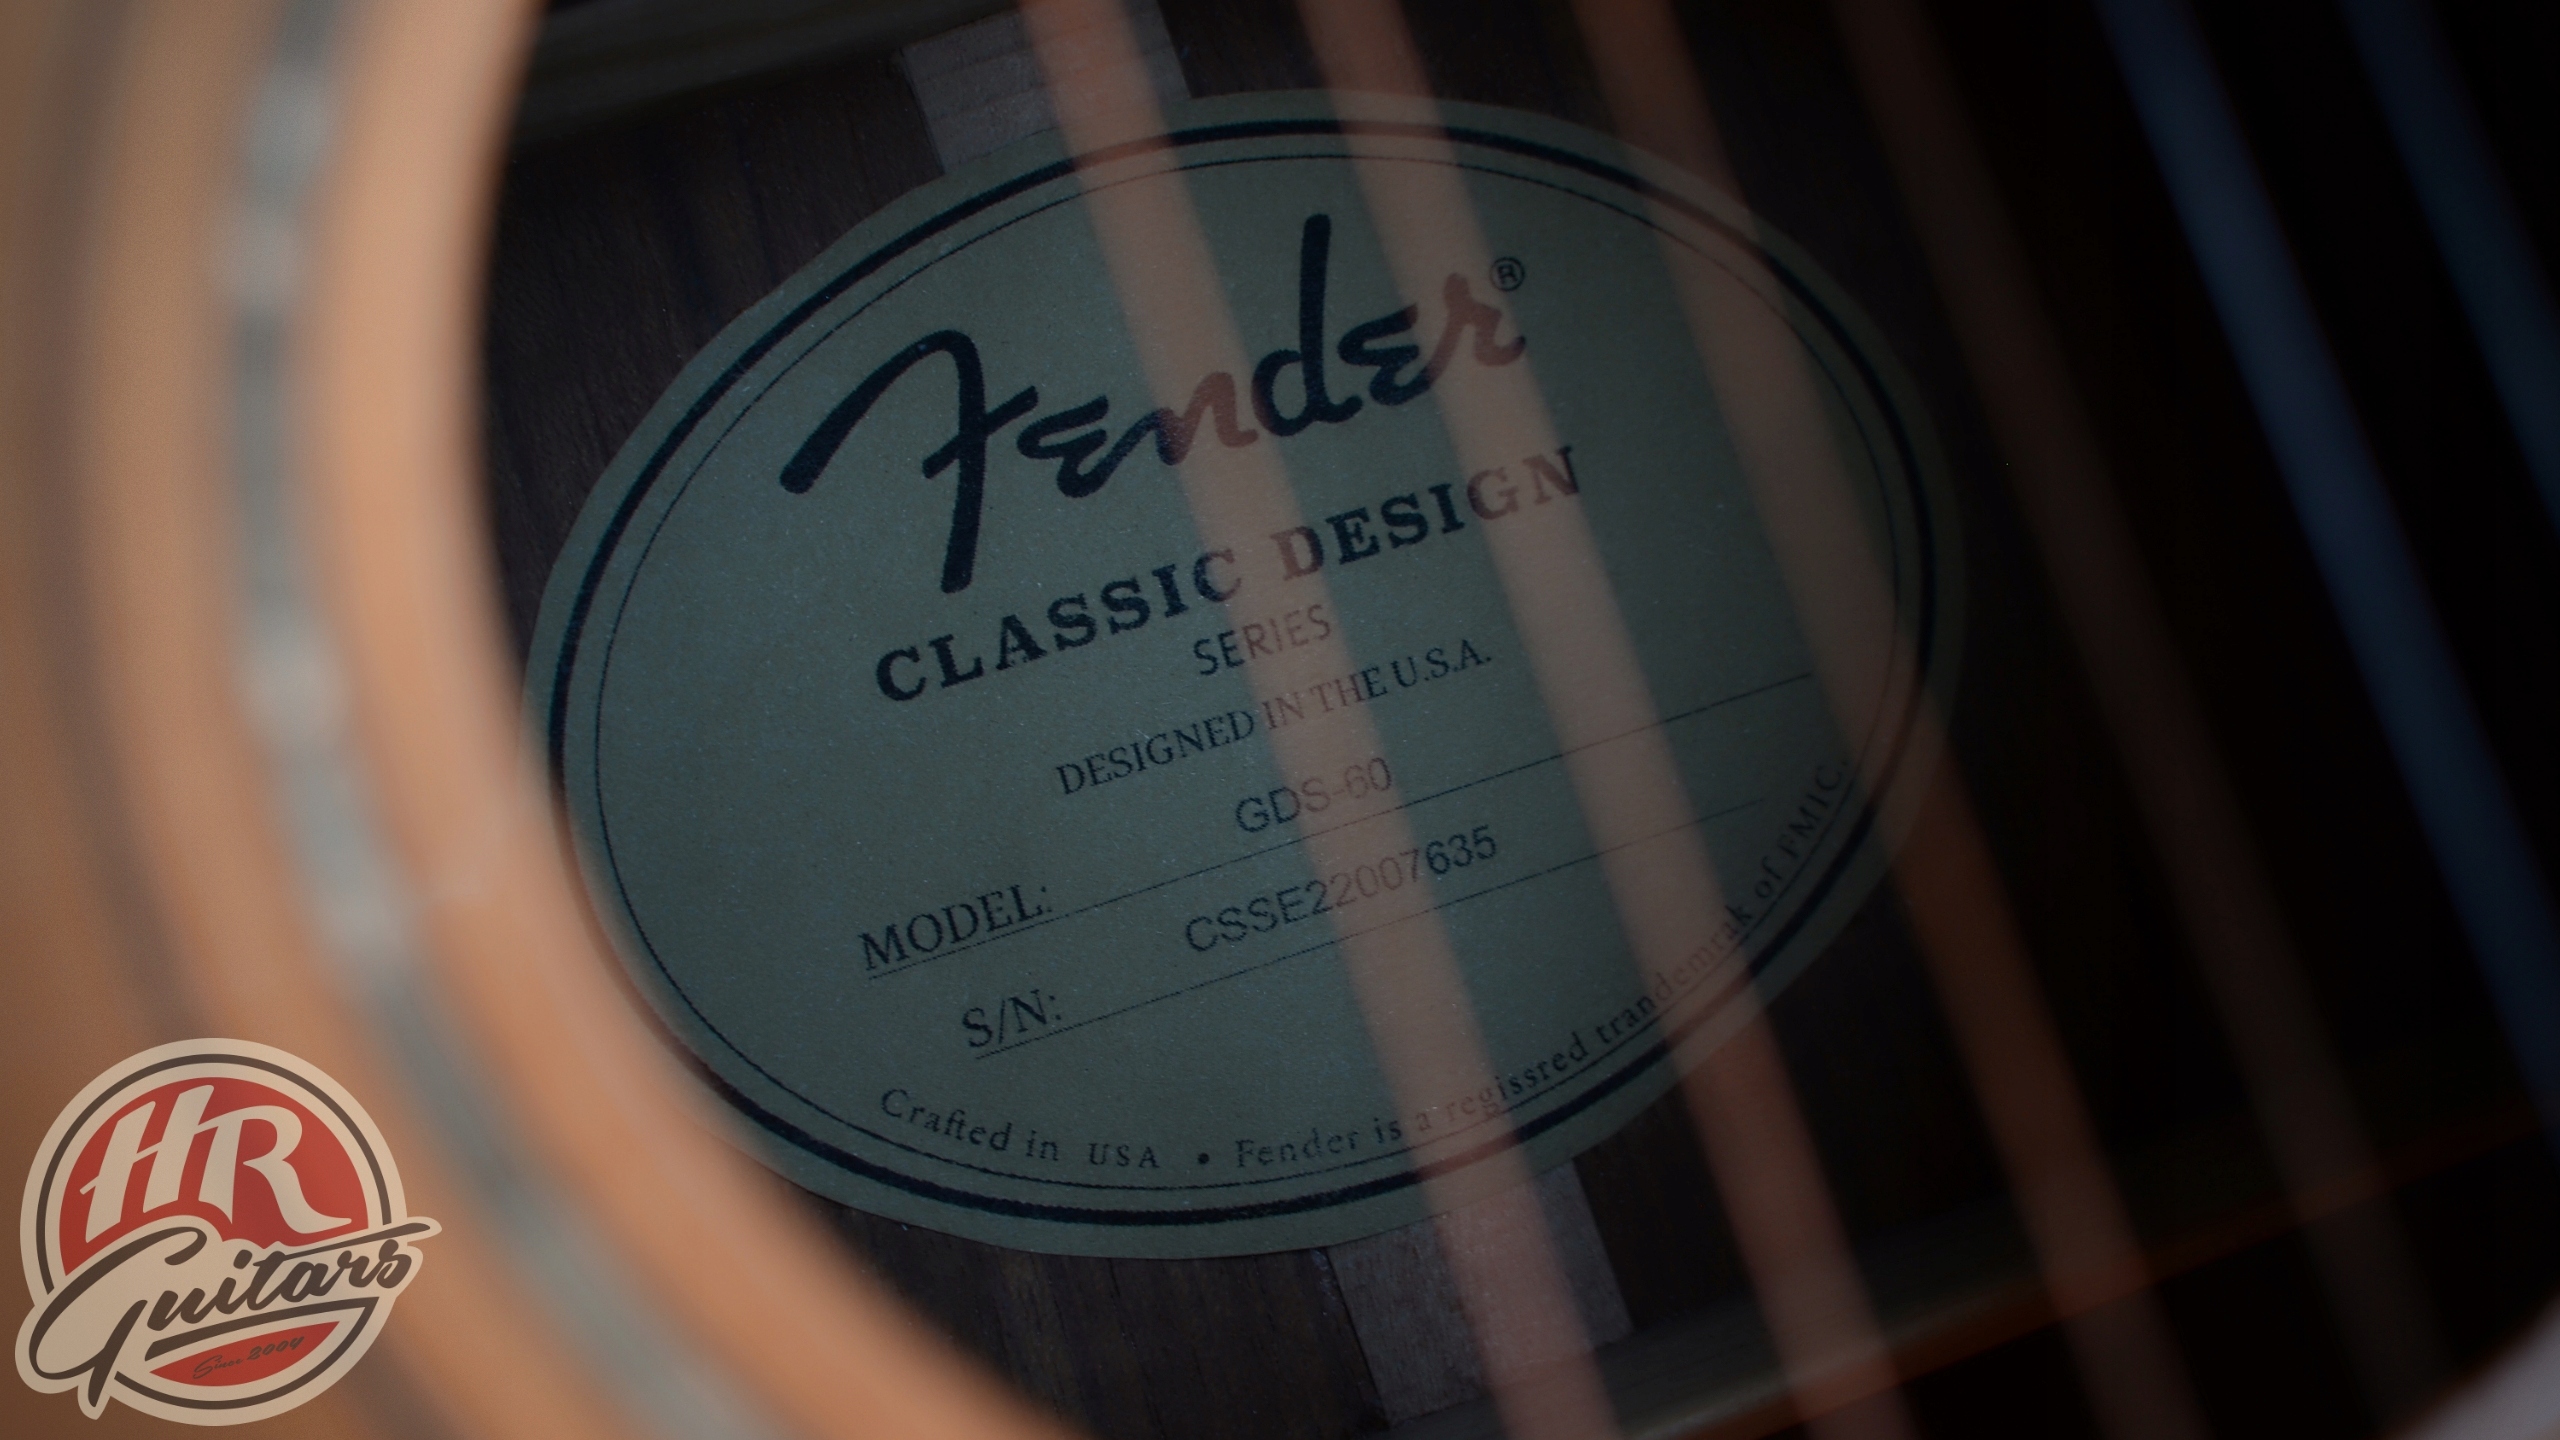 Fender®
CLASSIC DESIGN
SERIES
DESIGNED IN THE U.S.A.
MODEL: GDS-60
S/N: CSSE22007635
Crafted in USA • Fender is a regissred trandemrak of FMIC.
HR
Guitars
Since 2004